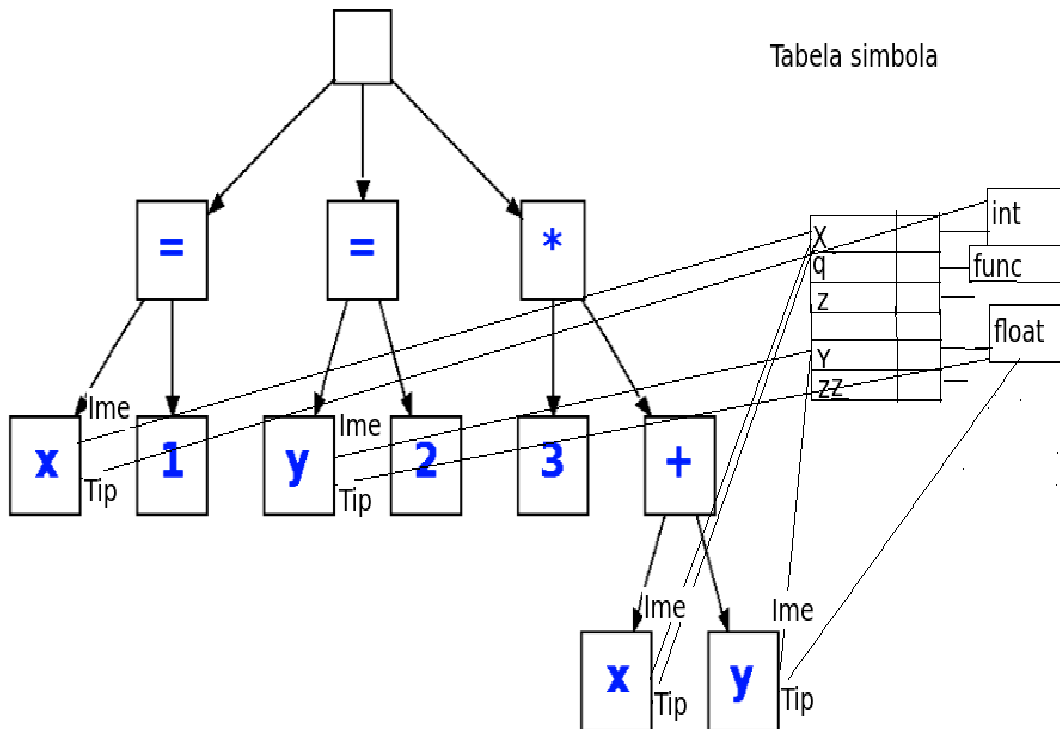 Tabela simbola
= = *
int
X
q
func
z
float
Y
zz
Ime
Ime
x 1 y 2 3 +
Tip
Tip
Ime
Ime
x y
Tip
Tip